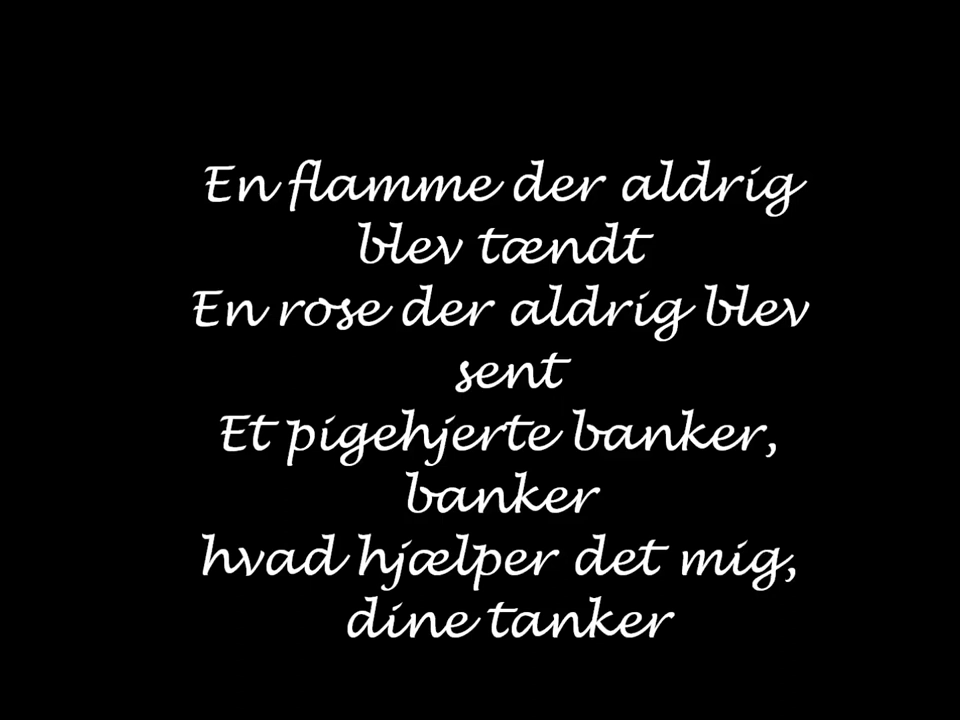 En flamme der aldrig
blev tændt
En rose der aldrig blev
sent
Et pigehjerte banker,
banker
hvad hjælper det mig,
dine tanker